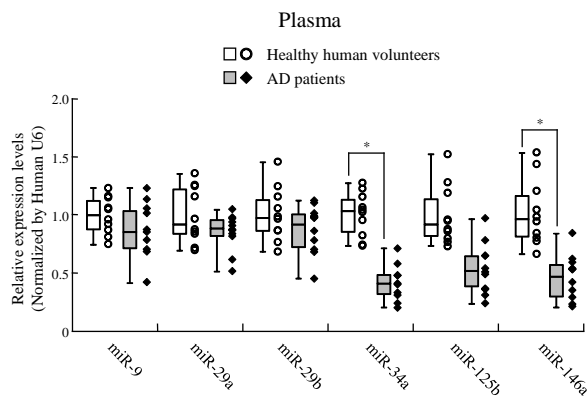 Plasma
Healthy human volunteers
AD patients
Relative expression levels
(Normalized by Human U6)
2.0
1.5
1.0
0.5
0
*
*
miR-9
miR-29a
miR-29b
miR-34a
miR-125b
miR-146a